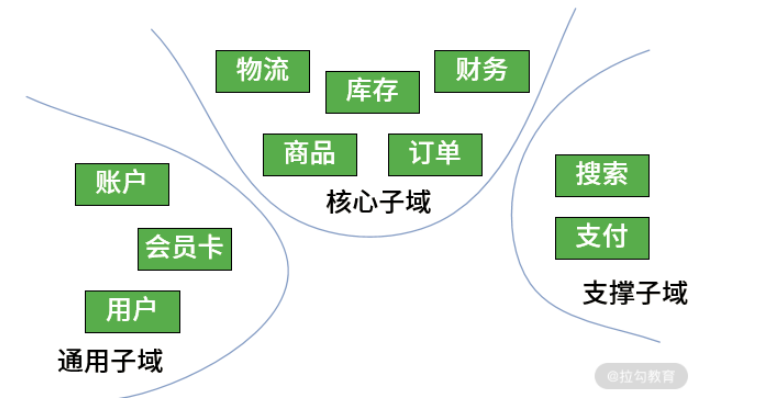 物流
库存
财务
商品
订单
核心子域
账户
会员卡
用户
通用子域
搜索
支付
支撑子域
@拉勾教育